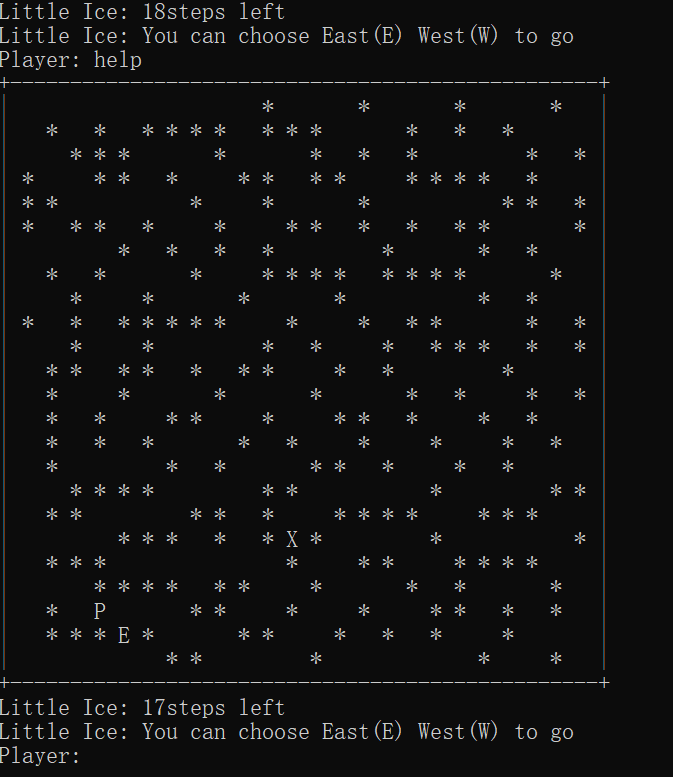 Little Ice: 18steps left
Little Ice: You can choose East(E) West(W) to go
Player: help
+-------------------------------------------------+
|                     *       *       *       *   |
|   *   *   * * * *   * * *       *   *   *       |
|     * * *       *       *   *   *         *   * |
| *     * *   *     * *   * *     * * * *   *     |
| * *           *     *       *           * *   * |
| *   * *   *     *     * *   *   *   * *       * |
|         *   *   *   *         *       *   *     |
|   *   *       *     * * * *   * * * *       *   |
|     *     *       *       *           *   *     |
| *   *   * * * * *     *     *   * *       *   * |
|     *     *         *   *     *   * * *   *   * |
|   * *   * *   *   * *     *   *         *       |
|   *     *       *       *       *   *     *   * |
|   *   *     * *     *     * *   *     *   *     |
|   *   *   *       *   *     *     *     *   *   |
|   *         *   *       * *   *     *   *       |
|     * * * *         * *           *         * * |
|   * *         * *   *     * * * *     * * *     |
|         * * *   *   * X *         *           * |
|   * * *               *     * *     * * * *     |
|       * * * *   * *     *       *   *       *   |
|   *   P       * *     *     *     * *   *   *   |
|   * * * E *       * *     *   *   *     *       |
|             * *         *             *     *   |
+-------------------------------------------------+
Little Ice: 17steps left
Little Ice: You can choose East(E) West(W) to go
Player: